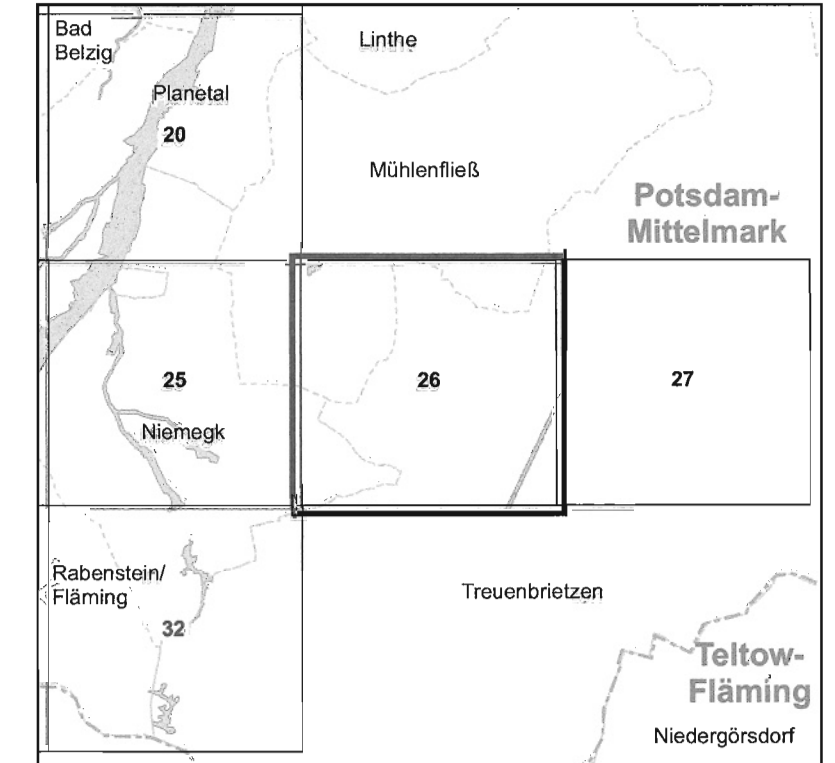 Bad
Belzig
Linthe
Planetal
20
Mühlenfließ
Potsdam-
Mittelmark
25
26
27
Niemegk
Rabenstein/
Fläming
Treuenbrietzen
32
Teltow-
Fläming
Niedergörsdorf